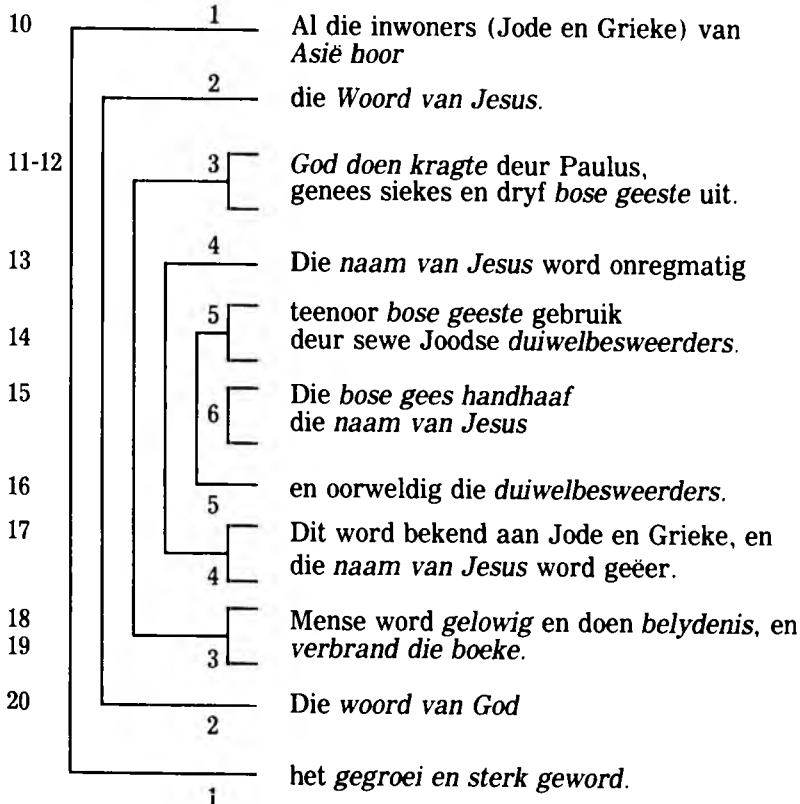 10 1 Al die inwoners (Jode en Grieke) van
Asië hoor
2 die Woord van Jesus.
11-12 3 God doen kragte deur Paulus,
genees siekes en dryf bose geeste uit.
4
13 Die naam van Jesus word onregmatig
5 teenoor bose geeste gebruik
14 deur sewe Joodse duiwelbesweerders.
15 Die bose gees handhaaf
6 die naam van Jesus
16 en oorweldig die duiwelbesweerders.
5
17 Dit word bekend aan Jode en Grieke, en
4 die naam van Jesus word geëer.
18 Mense word gelowig en doen belydenis, en
19 3 verbrand die boeke.
20 Die woord van God
2
het gegroei en sterk geword.
1